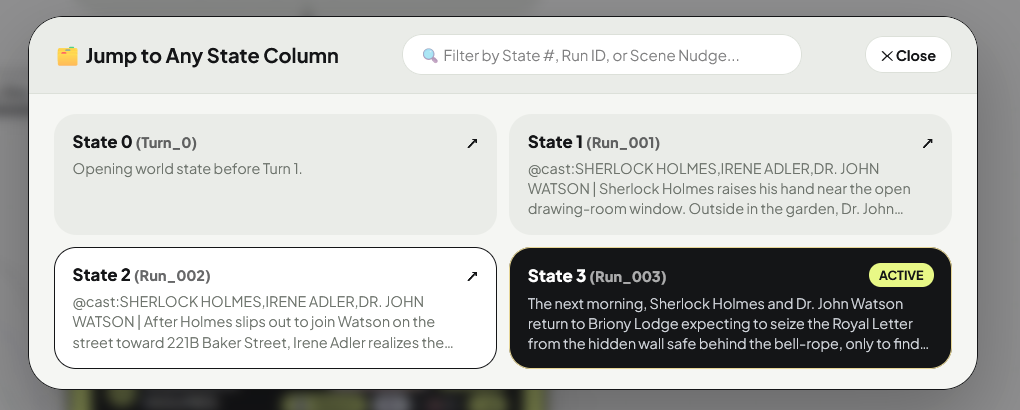 Jump to Any State Column
Filter by State #, Run ID, or Scene Nudge...
Close
State 0 (Turn_0)
Opening world state before Turn 1.
State 1 (Run_001)
@cast:SHERLOCK HOLMES,IRENE ADLER,DR. JOHN
WATSON | Sherlock Holmes raises his hand near the open
drawing-room window. Outside in the garden, Dr. John…
State 2 (Run_002)
@cast:SHERLOCK HOLMES,IRENE ADLER,DR. JOHN
WATSON | After Holmes slips out to join Watson on the
street toward 221B Baker Street, Irene Adler realizes the…
State 3 (Run_003)
ACTIVE
The next morning, Sherlock Holmes and Dr. John Watson
return to Briony Lodge expecting to seize the Royal Letter
from the hidden wall safe behind the bell-rope, only to find…